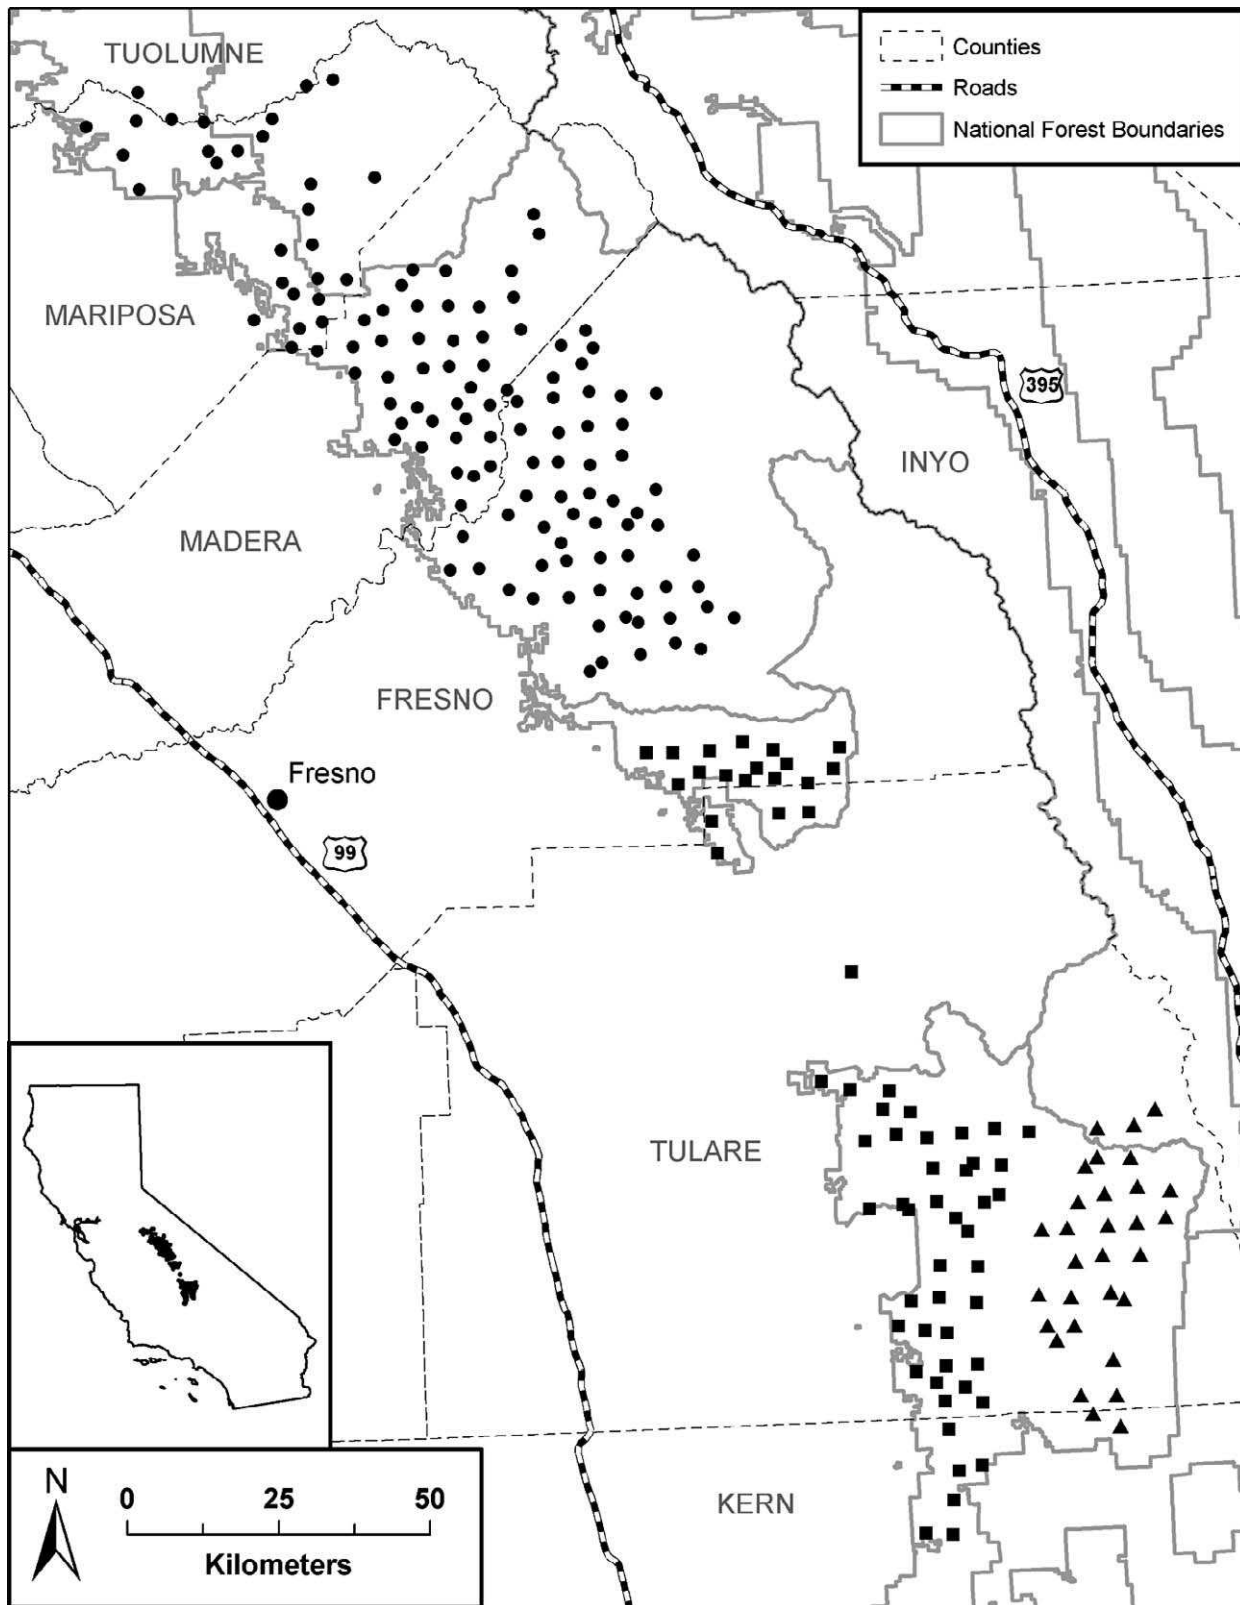 TUOLUMNE
Counties
Roads
National Forest Boundaries
MARIPOSA
395
INYO
MADERA
FRESNO
Fresno
99
TULARE
KERN
N
0 25 50
Kilometers